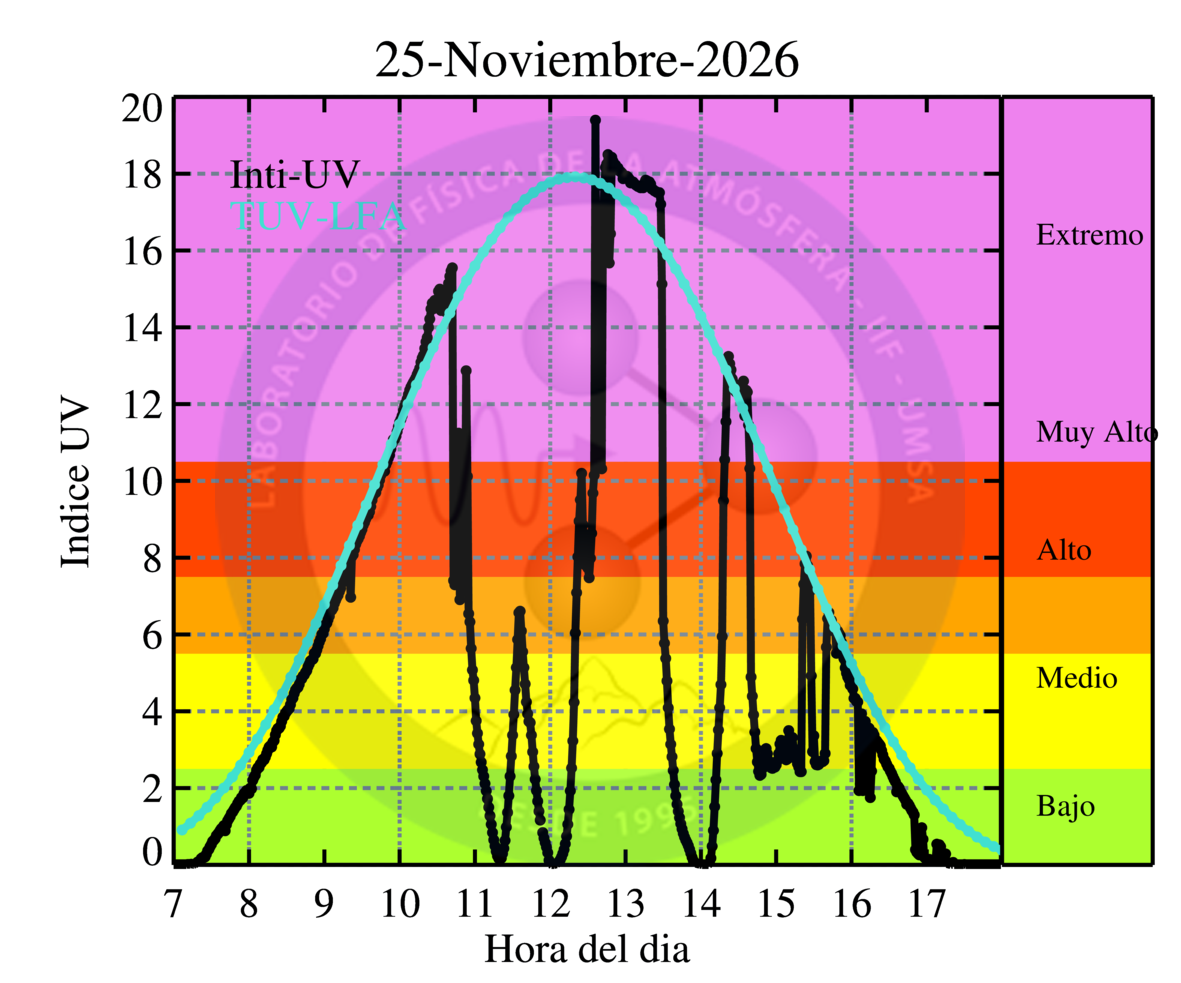 25-Noviembre-2026
Indice UV
20
18
16
14
12
10
8
6
4
2
0
Inti-UV
TUV-LFA
LABORATORIO DE FÍSICA DE LA ATMÓSFERA - IIF - UMSA
DESDE 1995
Extremo
Muy Alto
Alto
Medio
Bajo
7 8 9 10 11 12 13 14 15 16 17
Hora del dia